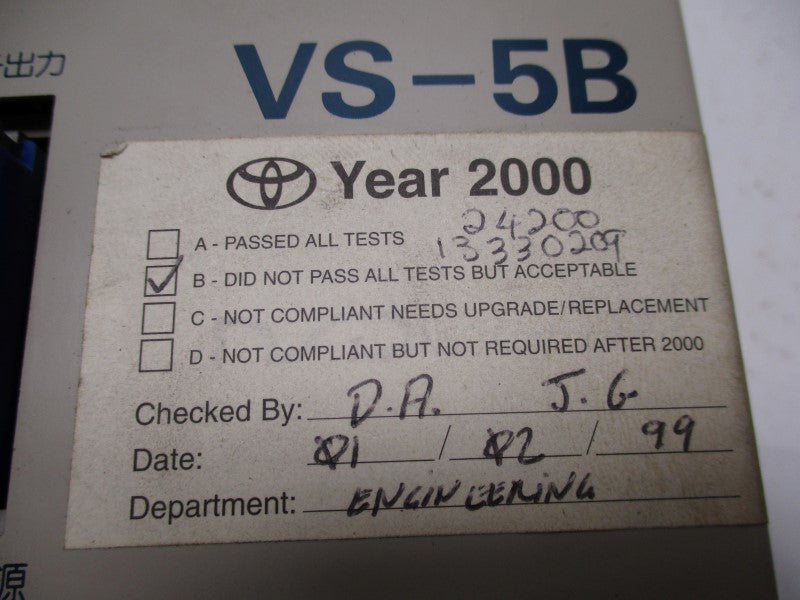 出力
VS-5B
Year 2000
24200
A - PASSED ALL TESTS
13330209
B - DID NOT PASS ALL TESTS BUT ACCEPTABLE
C - NOT COMPLIANT NEEDS UPGRADE/REPLACEMENT
D - NOT COMPLIANT BUT NOT REQUIRED AFTER 2000
Checked By: D.A. J.G
Date: 01 / 02 / 99
Department: ENGINEERING
源